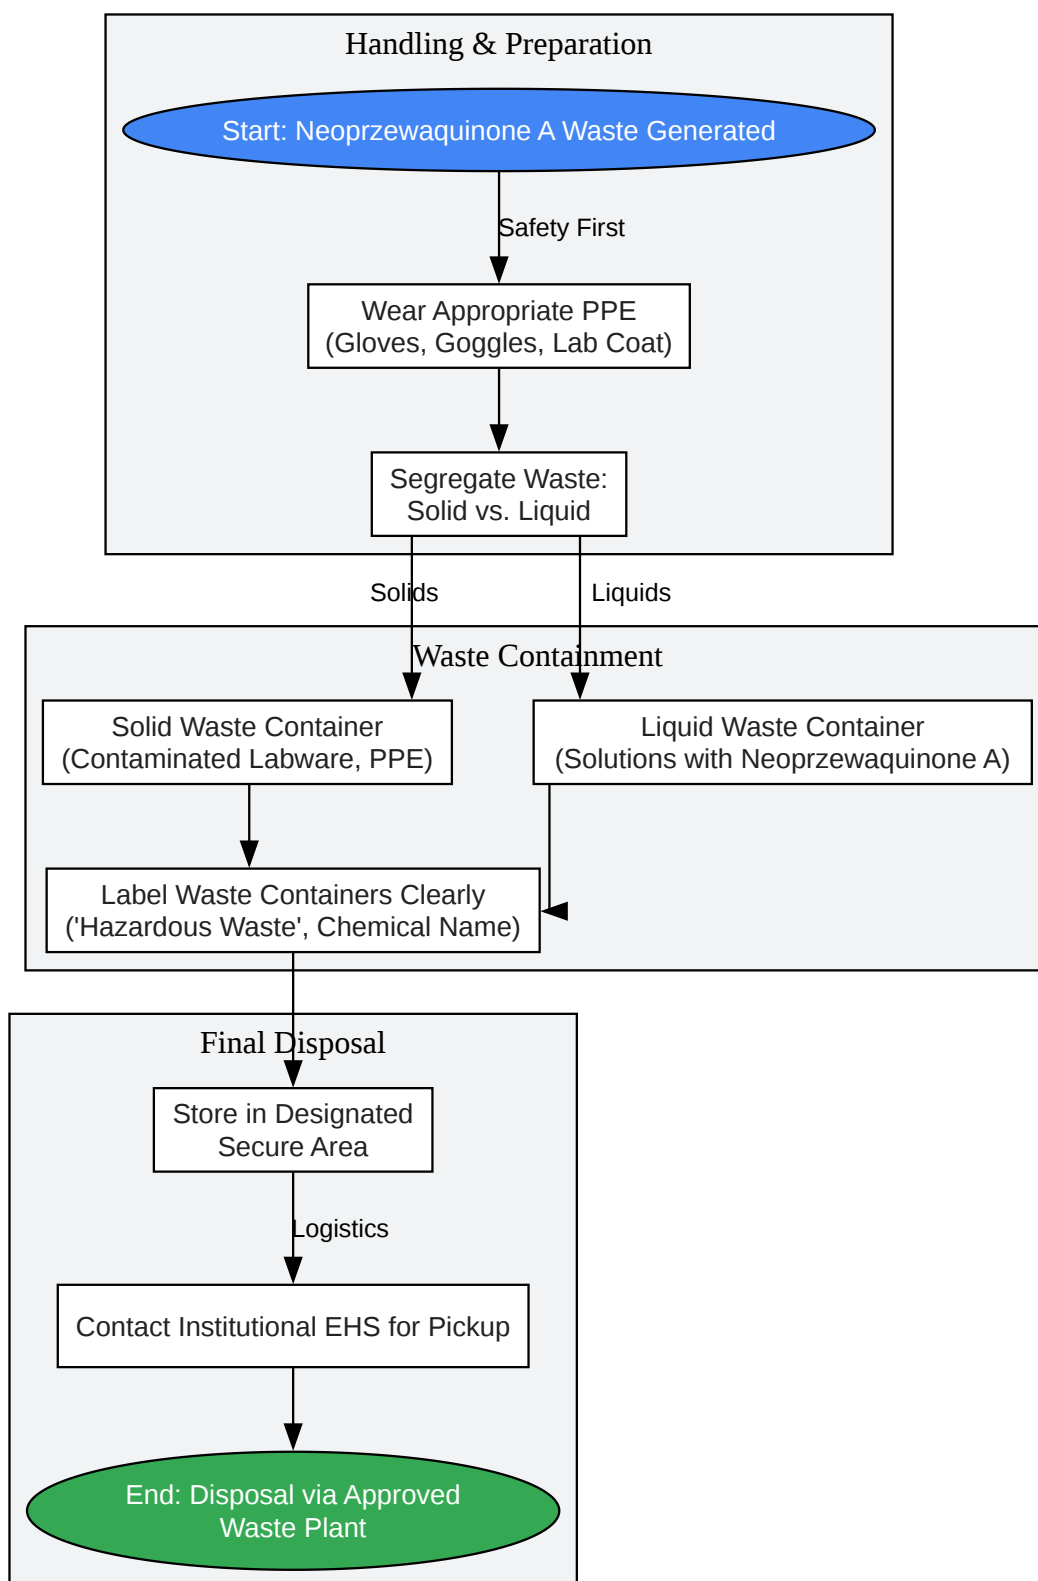 Handling & Preparation
Start: Neoprzewaquinone A Waste Generated
Safety First
Wear Appropriate PPE
(Gloves, Goggles, Lab Coat)
Segregate Waste:
Solid vs. Liquid
Solids
Liquids
Waste Containment
Solid Waste Container
(Contaminated Labware, PPE)
Liquid Waste Container
(Solutions with Neoprzewaquinone A)
Label Waste Containers Clearly
('Hazardous Waste', Chemical Name)
Final Disposal
Store in Designated
Secure Area
Logistics
Contact Institutional EHS for Pickup
End: Disposal via Approved
Waste Plant